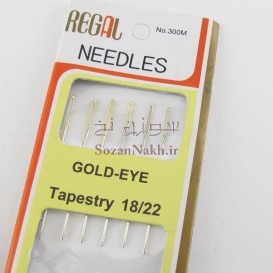 REGAL
No.300M
NEEDLES
سوزن نخ
SozanNakh.ir
GOLD-EYE
Tapestry 18/22